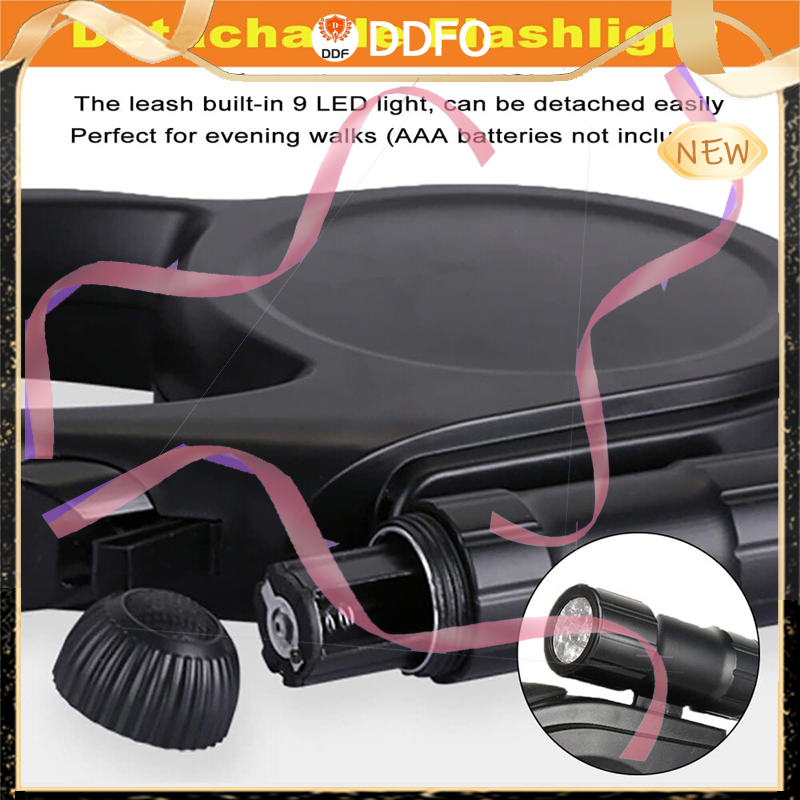 DDFO
DDF
The leash built-in 9 LED light, can be detached easily
Perfect for evening walks (AAA batteries not
NEW